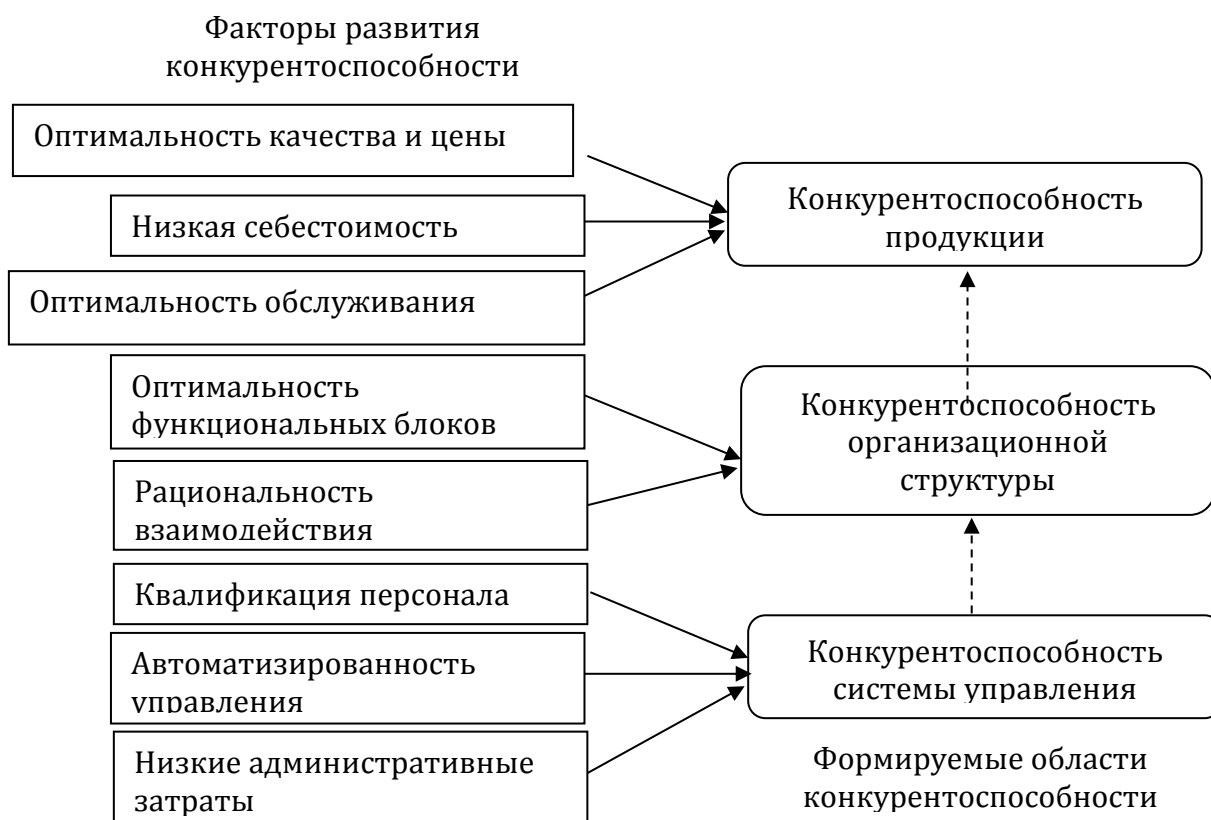 Факторы развития
конкурентоспособности
Оптимальность качества и цены
Низкая себестоимость
Оптимальность обслуживания
Оптимальность
функциональных блоков
Рациональность
взаимодействия
Квалификация персонала
Автоматизированность
управления
Низкие административные
затраты
Конкурентоспособность
продукции
Конкурентоспособность
организационной
структуры
Конкурентоспособность
системы управления
Формируемые области
конкурентоспособности